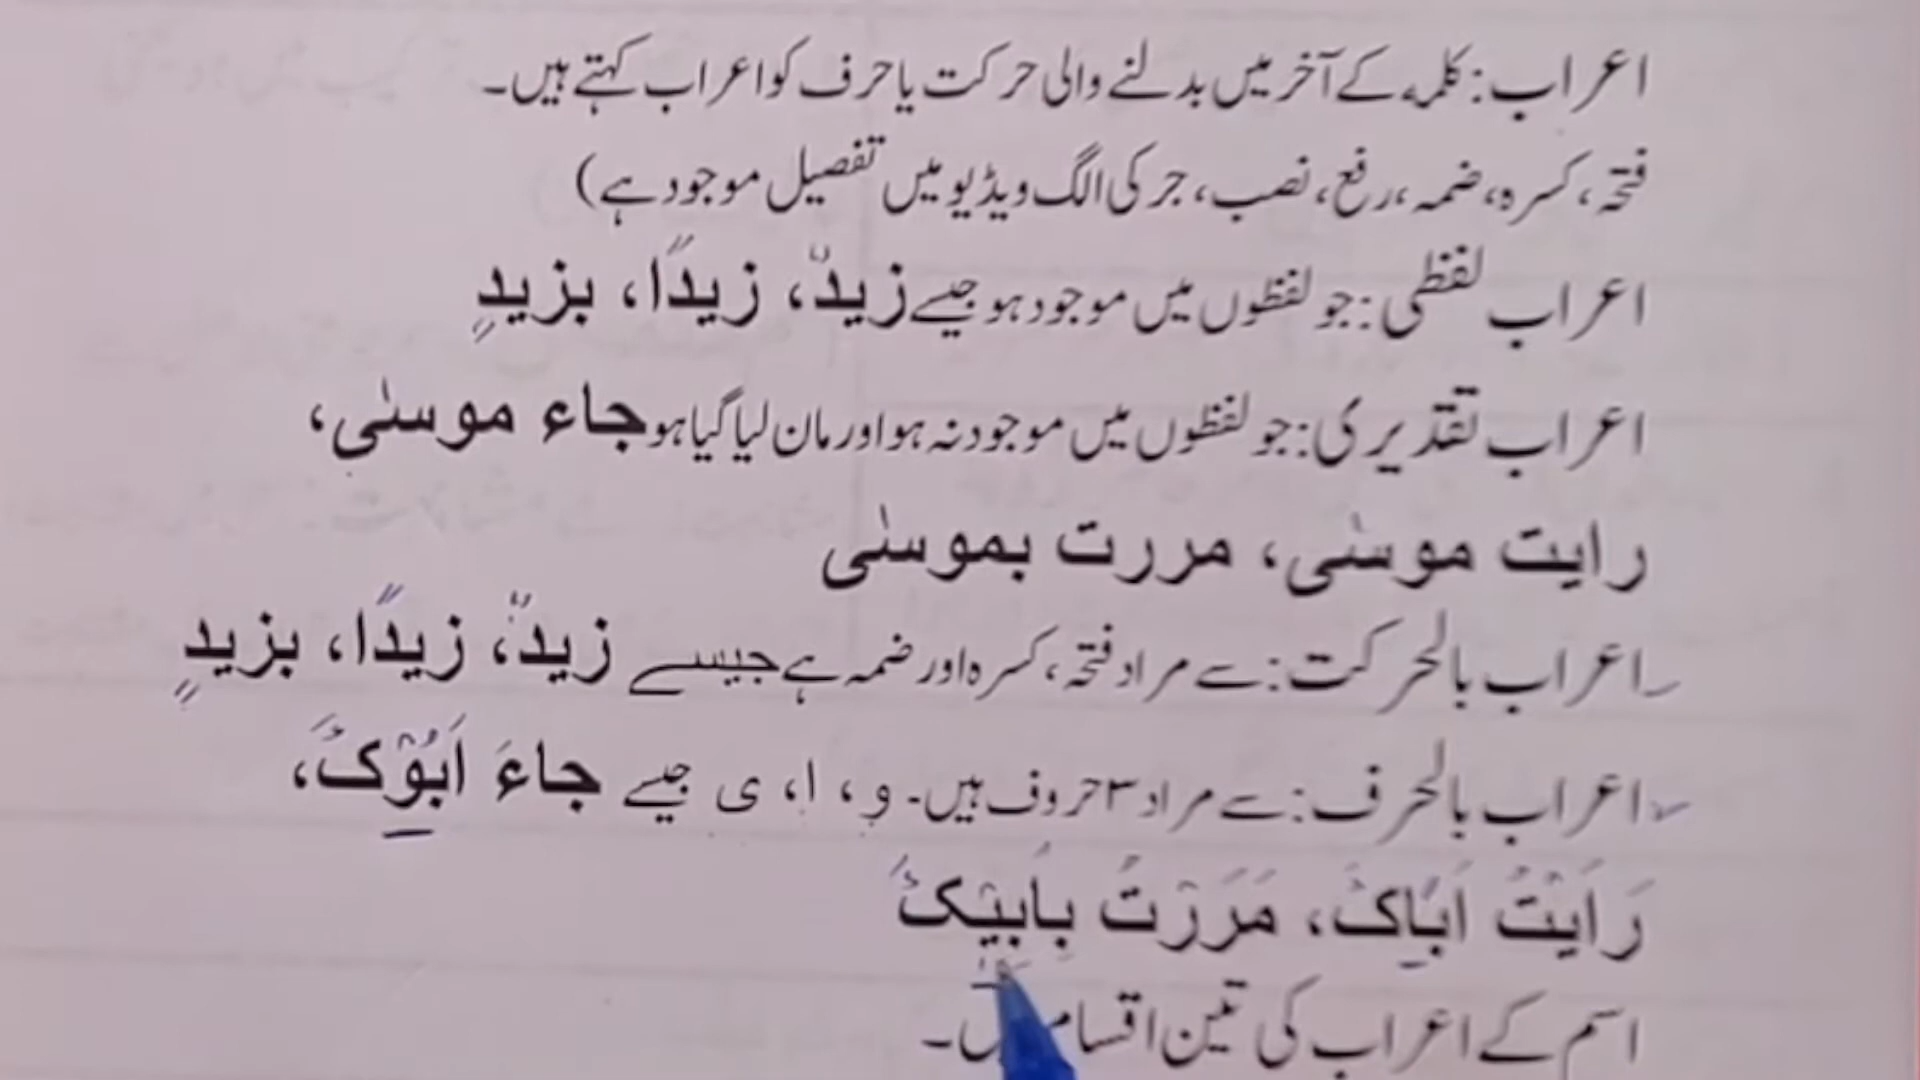 اعراب: کلمہ کے آخر میں بدلنے والی حرکت یا حرف کو اعراب کہتے ہیں۔
فتحہ، کسرہ، ضمہ، رفع، نصب، جر کی الگ ویڈیو میں تفصیل موجود ہے)
اعراب لفظی: جو لفظوں میں موجود ہو جیسے زیدٌ، زیدًا، بزیدٍ
اعراب تقدیری: جو لفظوں میں موجود نہ ہو اور مان لیا گیا ہو جاء موسٰی،
رایت موسٰی، مررت بموسٰی
اعراب بالحرکت: سے مراد فتحہ، کسرہ اور ضمہ ہے جیسے زیدٌ، زیدًا، بزیدٍ
اعراب بالحرف: سے مراد ۳ حروف ہیں۔ و، ا، ی جیسے جاءَ اَبُوْکَ،
رَایْتُ اَبَاکَ، مَرَرْتُ بِاَبِیْکَ
اسم کے اعراب کی تین اقسام